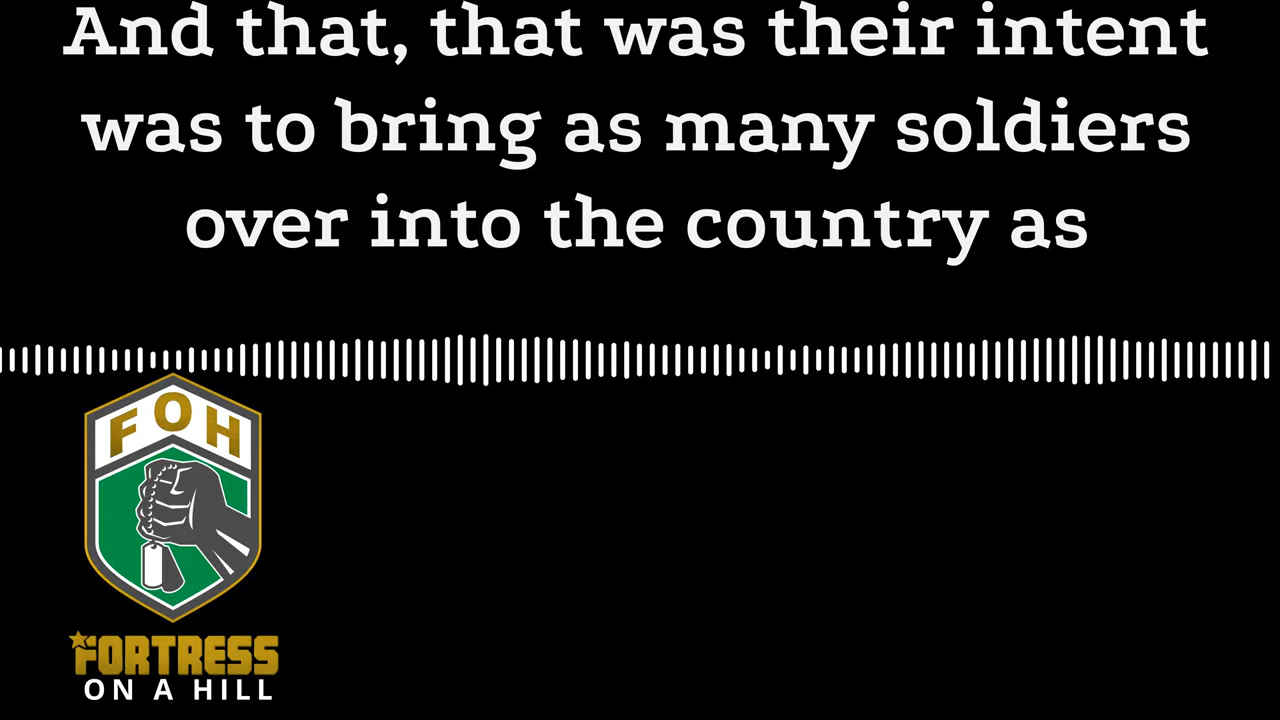 And that, that was their intent
was to bring as many soldiers
over into the country as
FOH
FORTRESS
ON A HILL